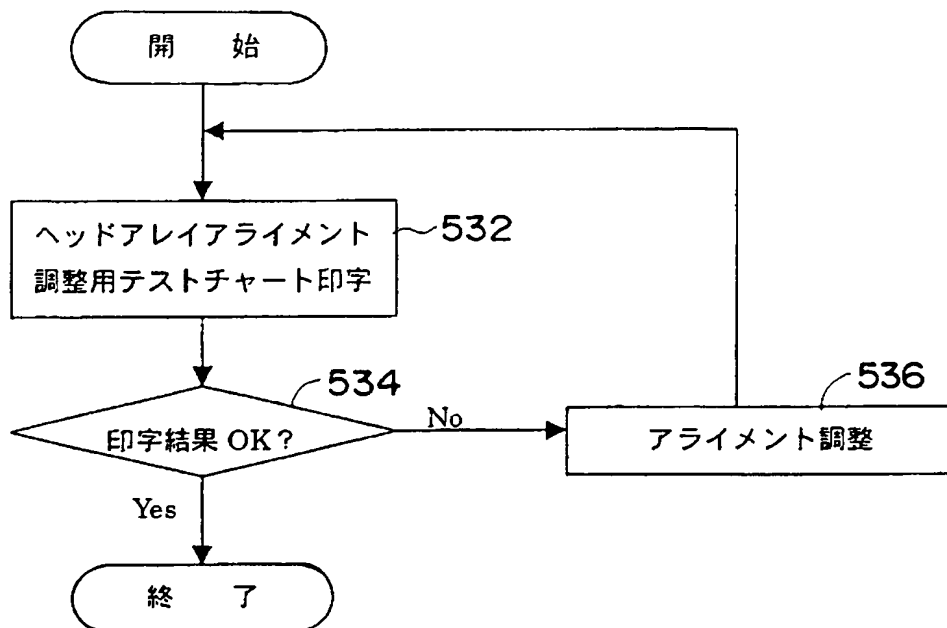 開 始
ヘッドアレイアライメント
調整用テストチャート印字
532
534
印字結果 OK?
No
536
アライメント調整
Yes
終 了